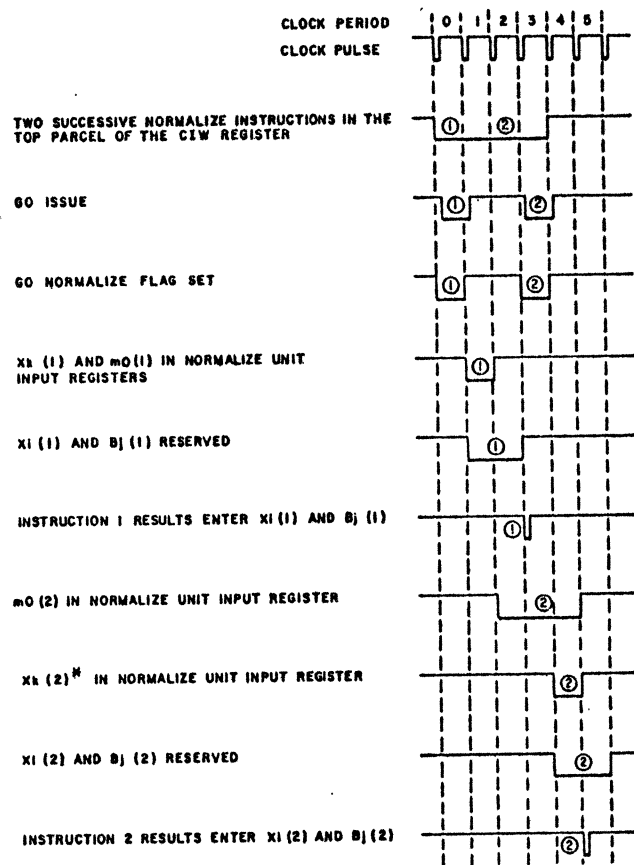 CLOCK PERIOD 0 1 2 3 4 5
CLOCK PULSE
TWO SUCCESSIVE NORMALIZE INSTRUCTIONS IN THE
TOP PARCEL OF THE CIW REGISTER
① ②
GO ISSUE ① ②
GO NORMALIZE FLAG SET ① ②
Xk (1) AND m0(1) IN NORMALIZE UNIT
INPUT REGISTERS
①
Xi (1) AND Bj (1) RESERVED ①
INSTRUCTION 1 RESULTS ENTER Xi (1) AND Bj (1) ①
m0 (2) IN NORMALIZE UNIT INPUT REGISTER ②
Xk (2)* IN NORMALIZE UNIT INPUT REGISTER ②
Xi (2) AND Bj (2) RESERVED ②
INSTRUCTION 2 RESULTS ENTER Xi (2) AND Bj (2) ②